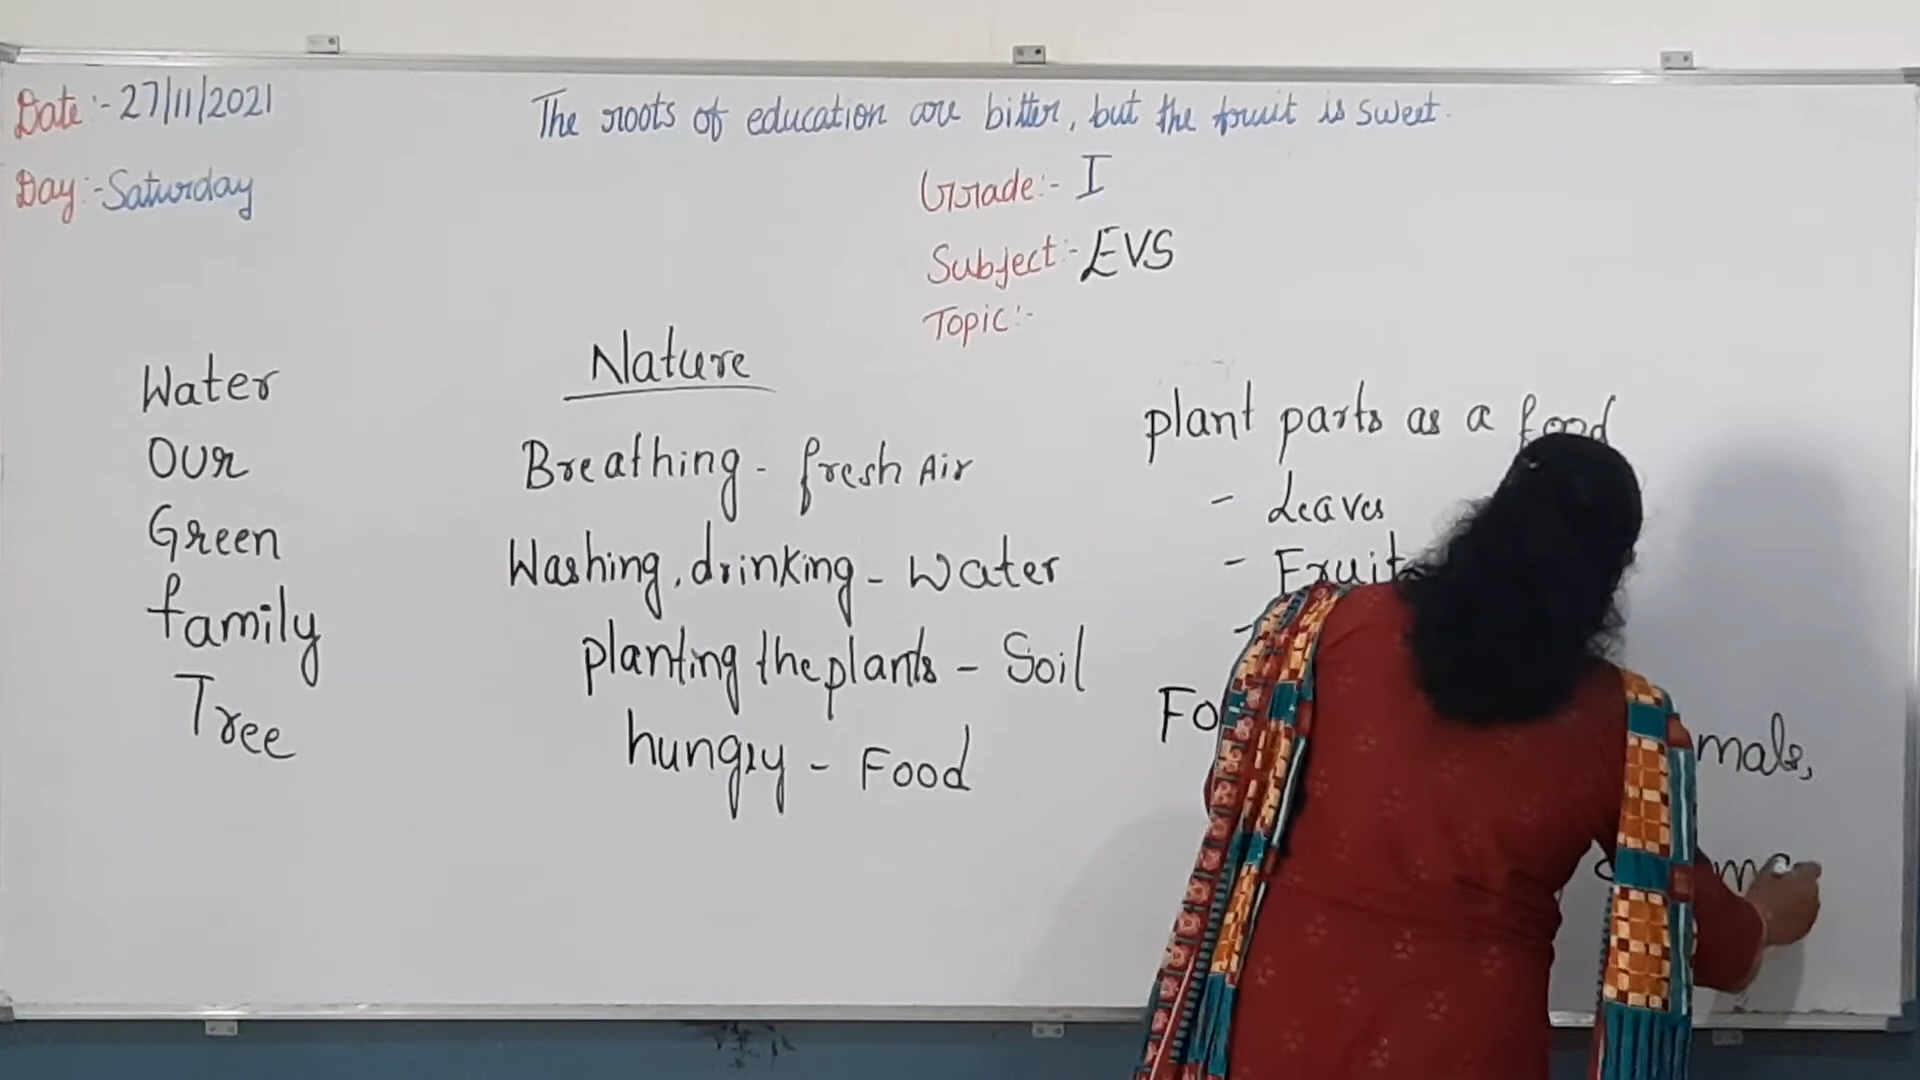 Date :- 27/11/2021
The roots of education are bitter, but the fruit is sweet.
Day :- Saturday
Grade :- I
Subject :- EVS
Topic :-
Water
Our
Green
family
Tree
Nature
Breathing - fresh Air
Washing, drinking - water
planting the plants - Soil
hungry - Food
plant parts as a food
- Leaves
- Fruit
-